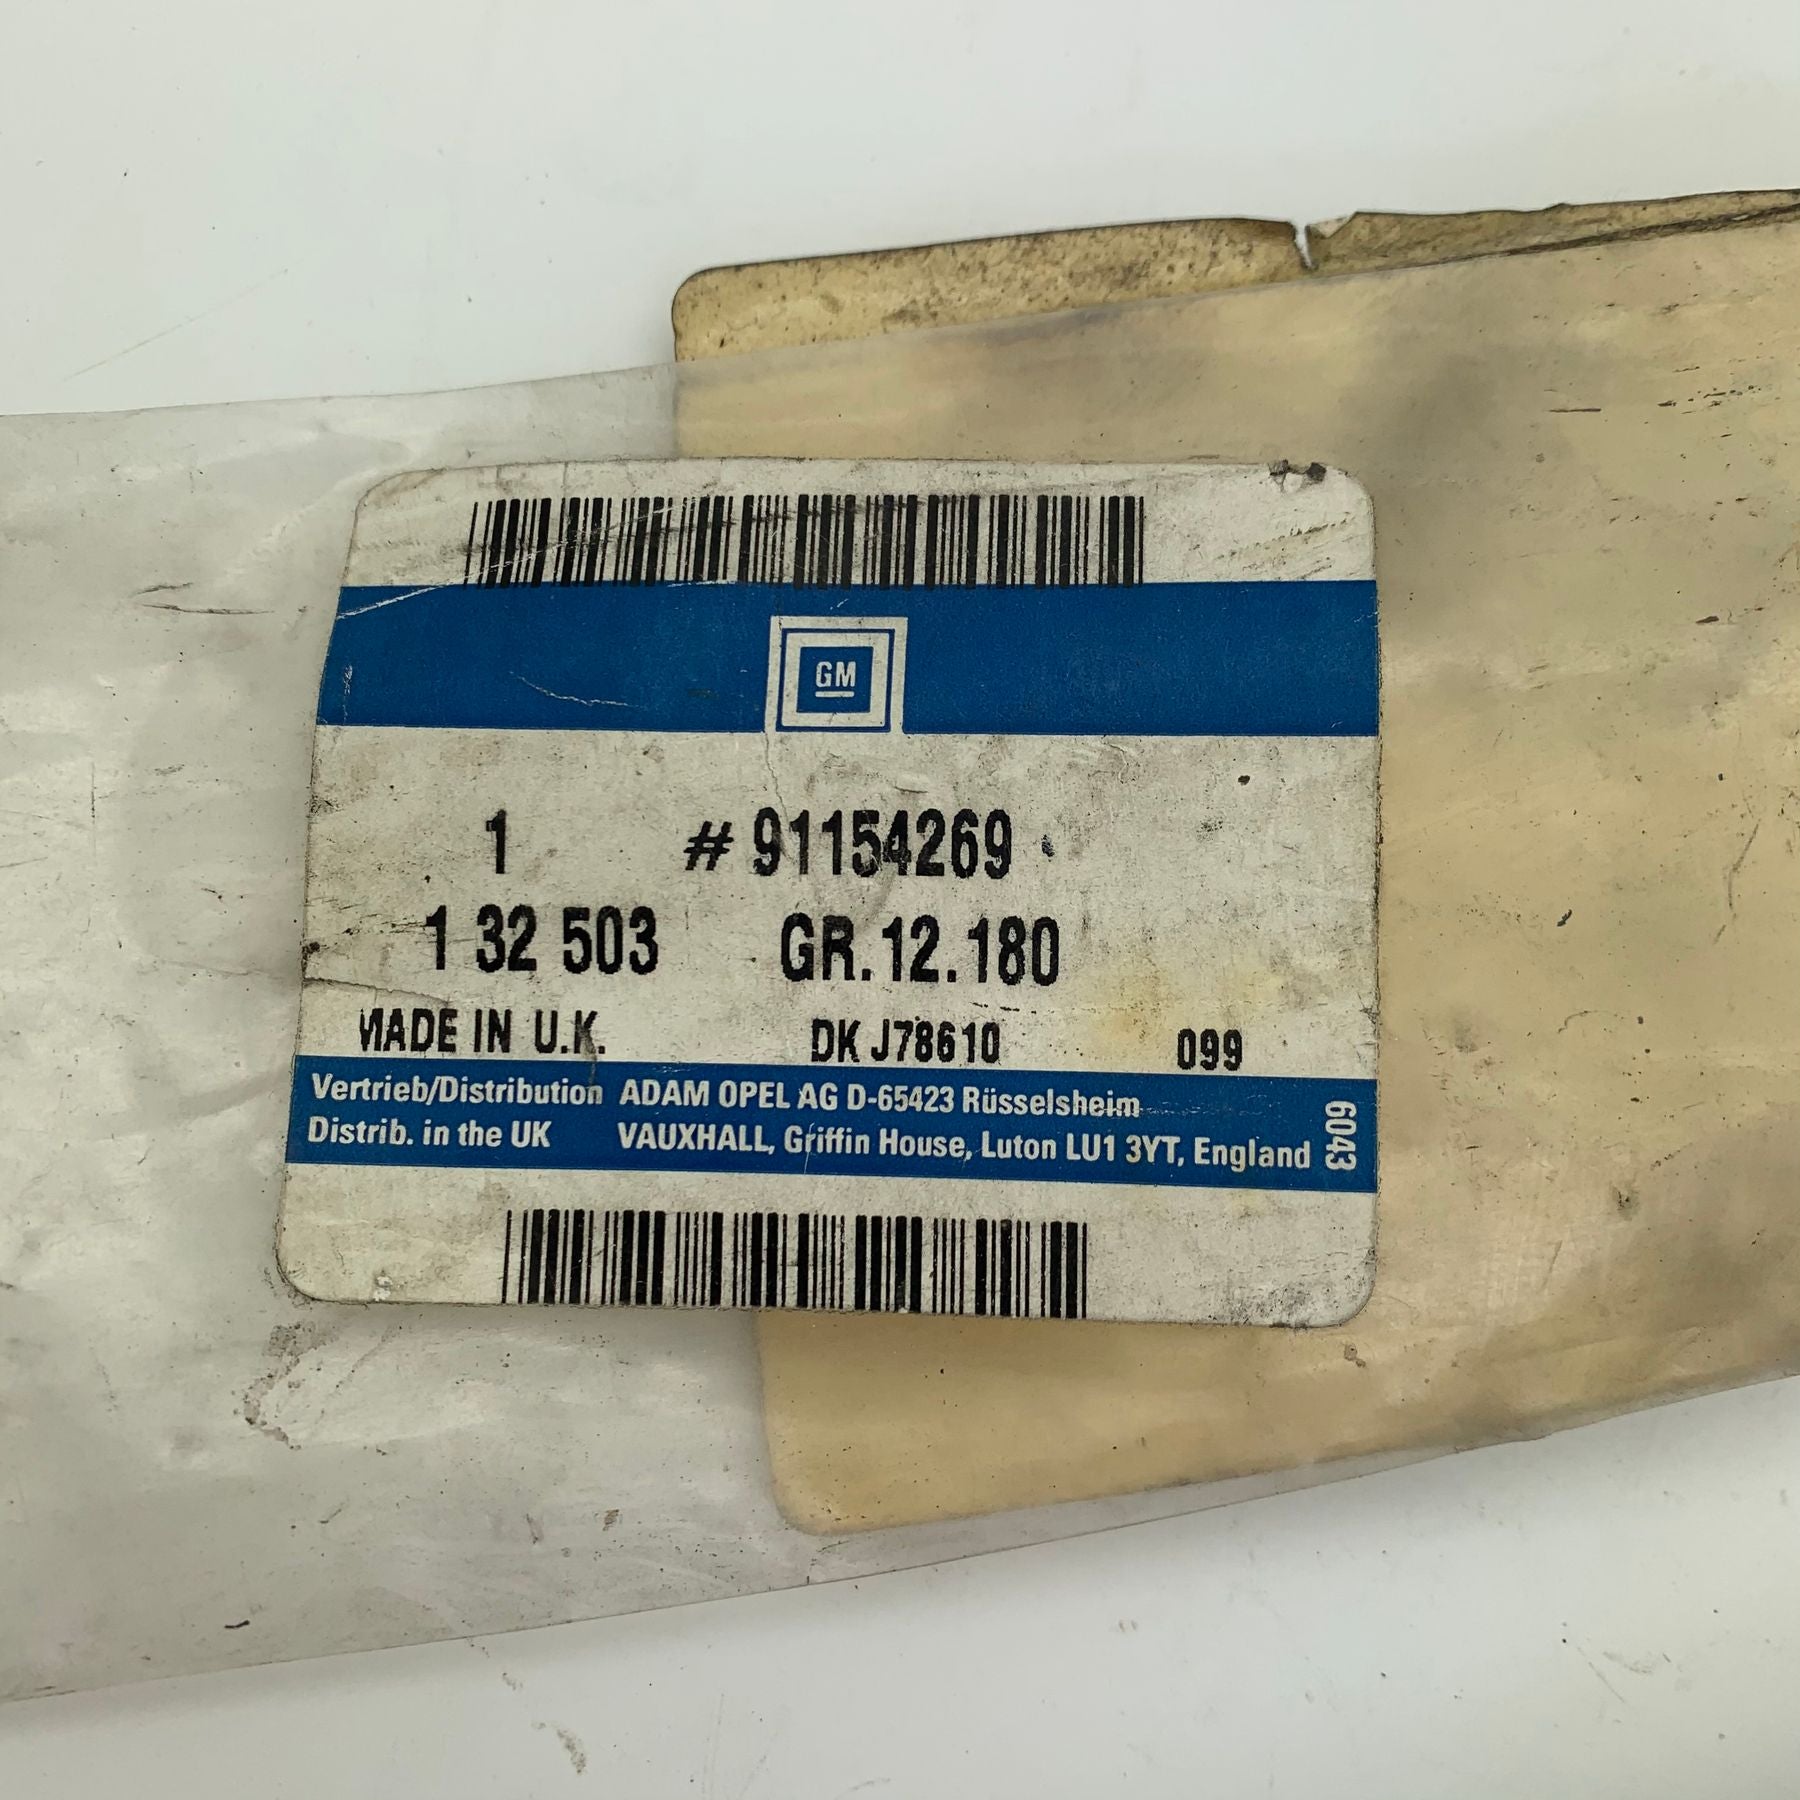 GM
1 # 91154269
1 32 503 GR.12.180
MADE IN U.K. DK J78610 099
Vertrieb/Distribution ADAM OPEL AG D-65423 Rüsselsheim
Distrib. in the UK VAUXHALL, Griffin House, Luton LU1 3YT, England
6043